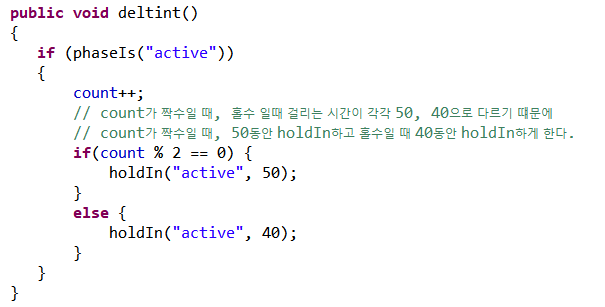 public void deltint()
{
if (phaseIs("active"))
{
count++;
// count가 짝수일 때, 홀수 일때 걸리는 시간이 각각 50, 40으로 다르기 때문에
// count가 짝수일 때, 50동안 holdIn하고 홀수일 때 40동안 holdIn하게 한다.
if(count % 2 == 0) {
holdIn("active", 50);
}
else {
holdIn("active", 40);
}
}
}